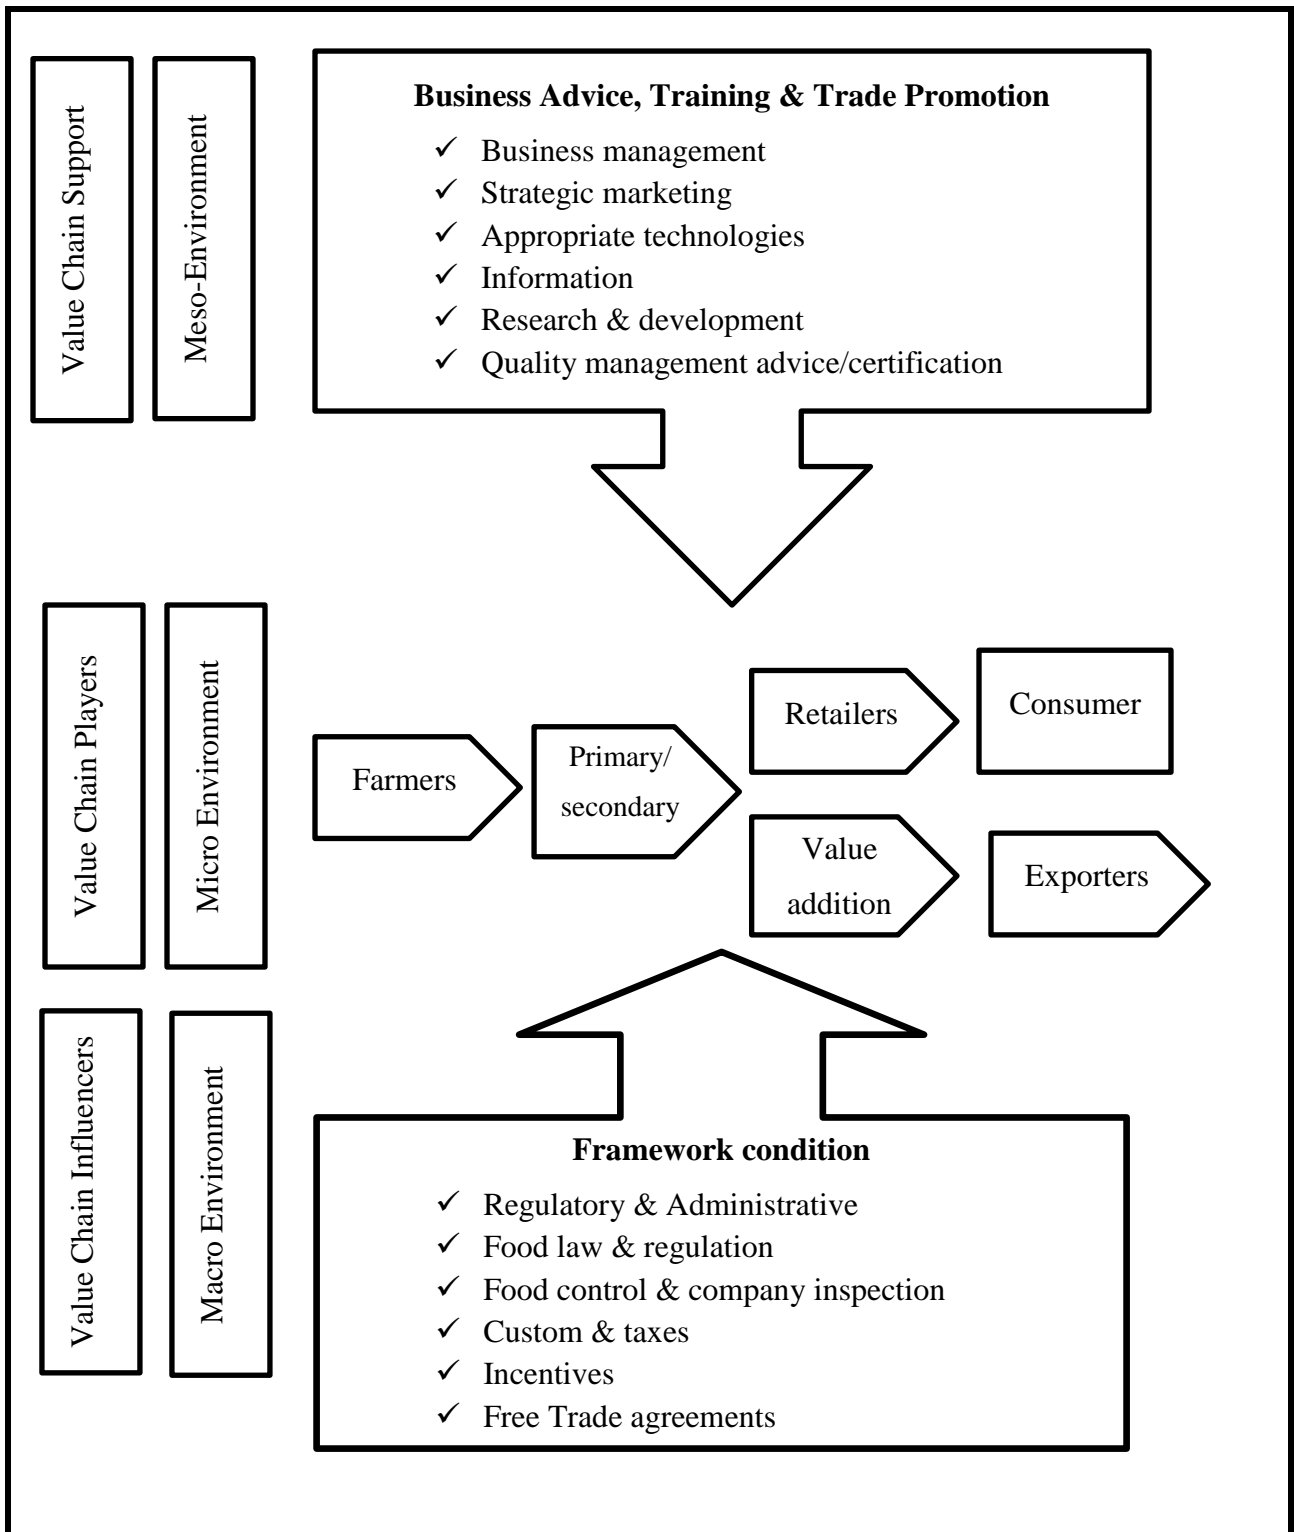 Value Chain Support
Meso-Environment
Business Advice, Training & Trade Promotion
✓ Business management
✓ Strategic marketing
✓ Appropriate technologies
✓ Information
✓ Research & development
✓ Quality management advice/certification
Value Chain Players
Micro Environment
Farmers
Primary/
secondary
Retailers
Consumer
Value
addition
Exporters
Value Chain Influencers
Macro Environment
Framework condition
✓ Regulatory & Administrative
✓ Food law & regulation
✓ Food control & company inspection
✓ Custom & taxes
✓ Incentives
✓ Free Trade agreements